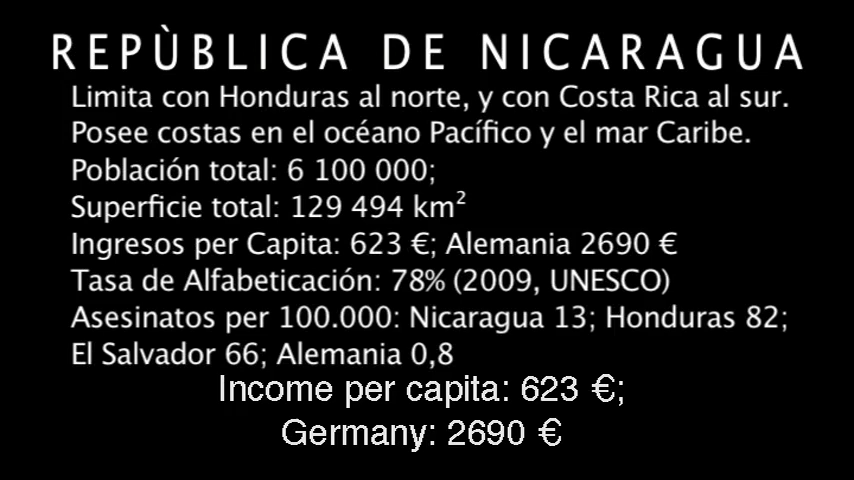 REPÙBLICA DE NICARAGUA
Limita con Honduras al norte, y con Costa Rica al sur.
Posee costas en el océano Pacífico y el mar Caribe.
Población total: 6 100 000;
Superficie total: 129 494 km²
Ingresos per Capita: 623 €; Alemania 2690 €
Tasa de Alfabeticación: 78% (2009, UNESCO)
Asesinatos per 100.000: Nicaragua 13; Honduras 82;
El Salvador 66; Alemania 0,8
Income per capita: 623 €;
Germany: 2690 €